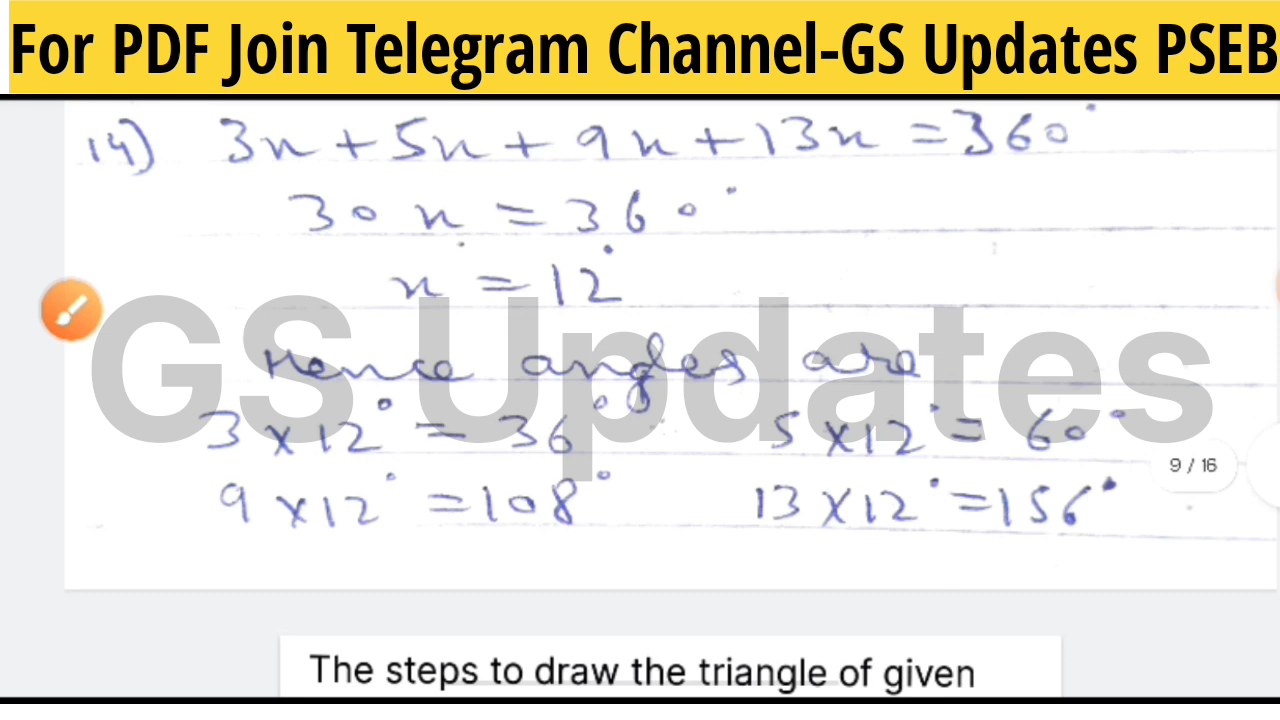 For PDF Join Telegram Channel-GS Updates PSEB
14) 3x + 5x + 9x + 13x = 360°
30x = 360°
x = 12°
GS Updates
Hence angles are
3 × 12° = 36° 5 × 12° = 60°
9 / 16
9 × 12° = 108° 13 × 12° = 156°
The steps to draw the triangle of given